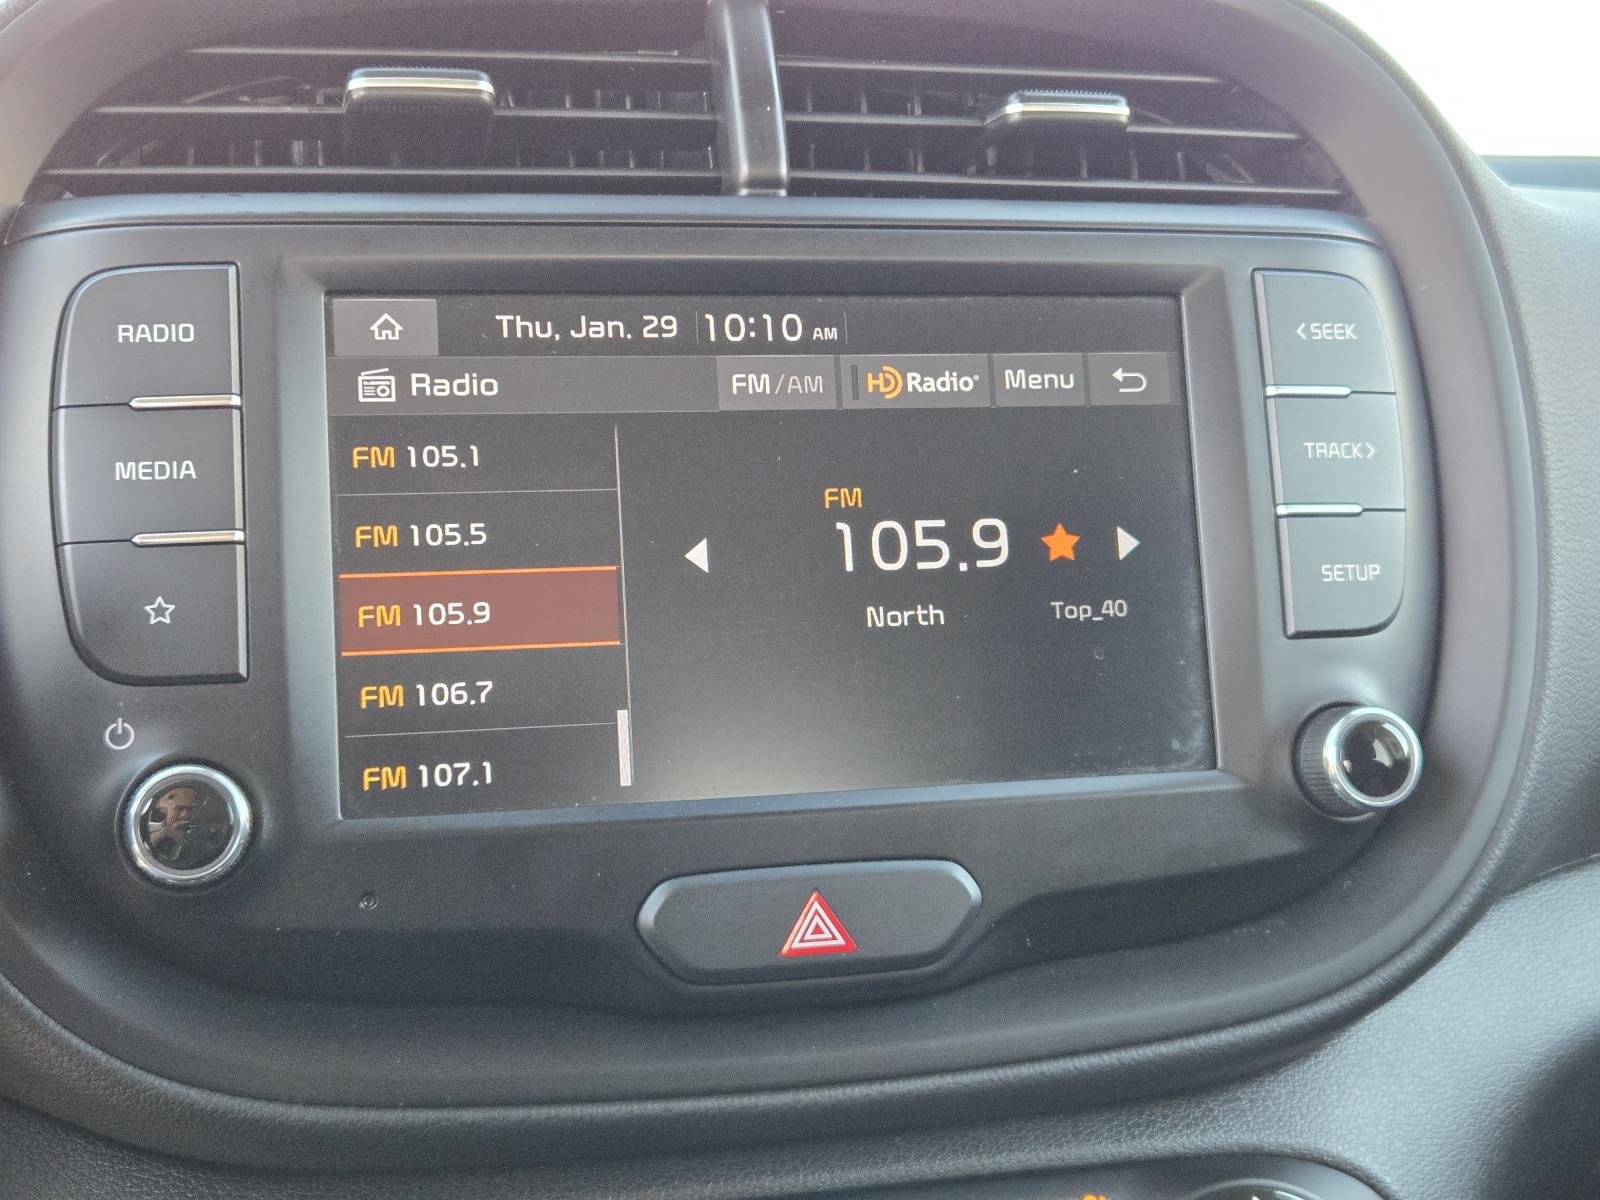 RADIO
MEDIA
Thu, Jan. 29 10:10 AM
Radio FM/AM HD Radio Menu
FM 105.1
FM 105.5
FM 105.9
FM 106.7
FM 107.1
FM
105.9
North Top_40
<SEEK
TRACK>
SETUP